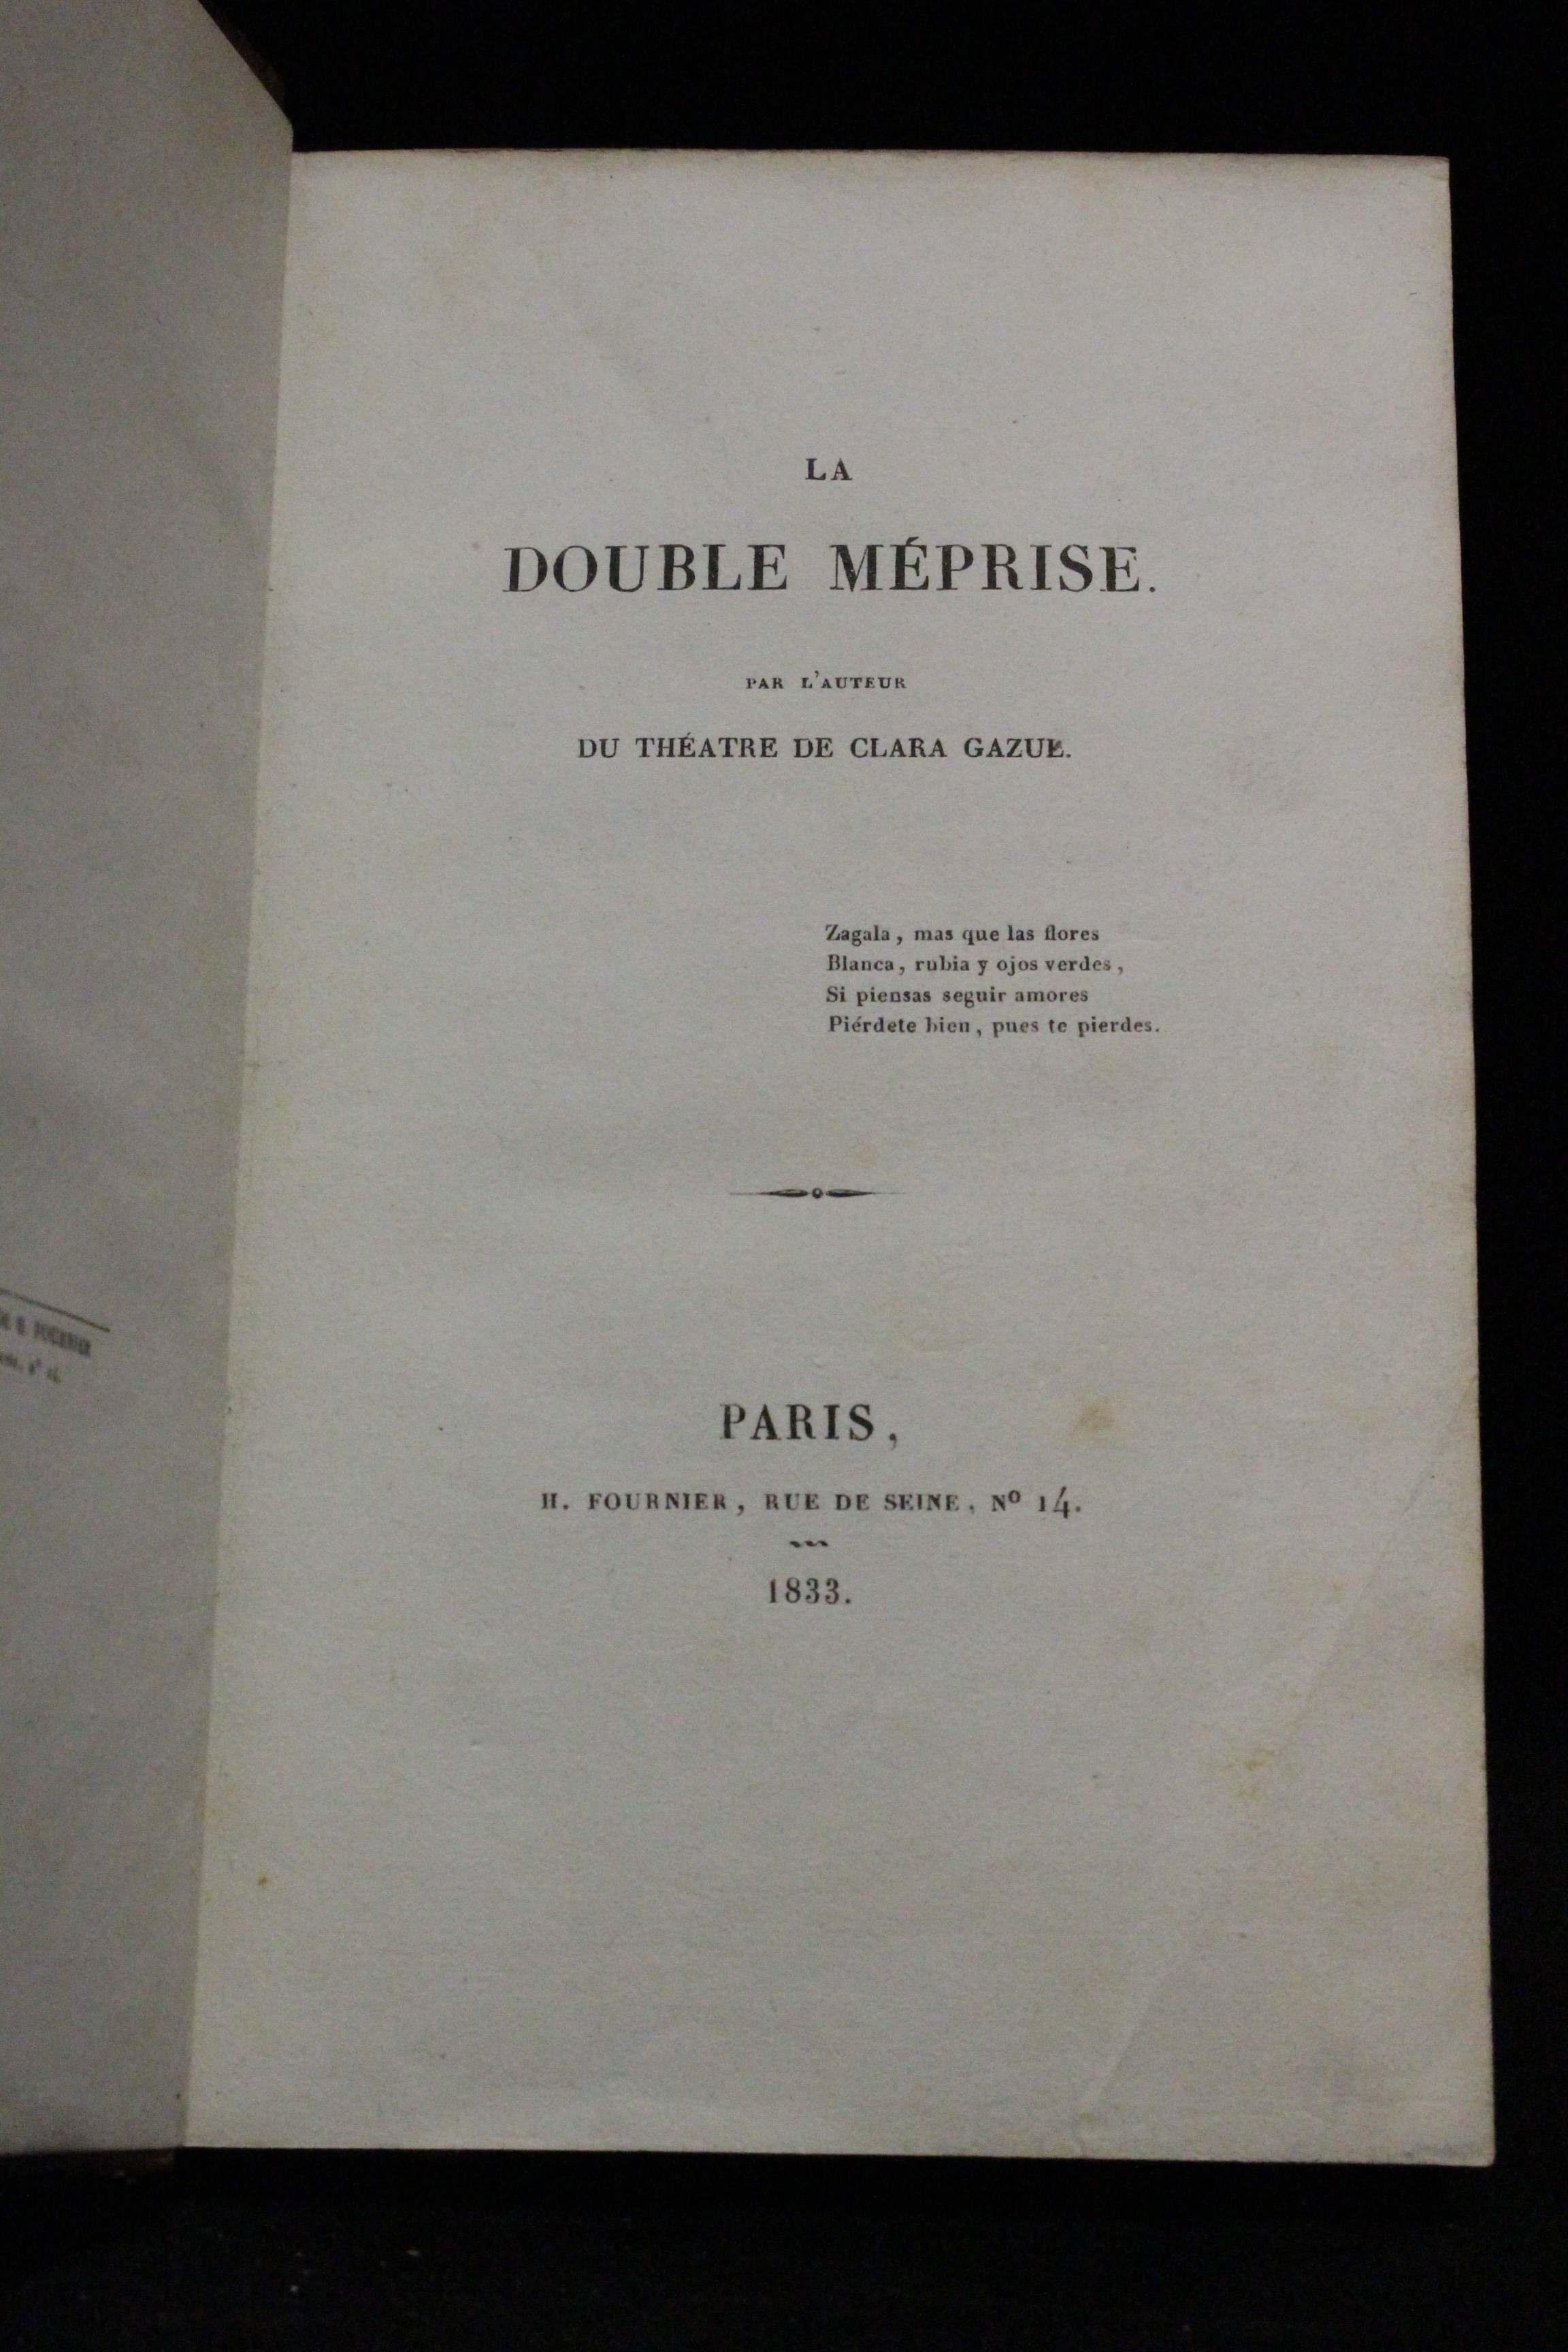 LA
DOUBLE MÉPRISE.
PAR L'AUTEUR
DU THÉATRE DE CLARA GAZUL.
Zagala, mas que las flores
Blanca, rubia y ojos verdes,
Si piensas seguir amores
Piérdete bien, pues te pierdes.
PARIS,
H. FOURNIER, RUE DE SEINE, Nº 14.
1833.